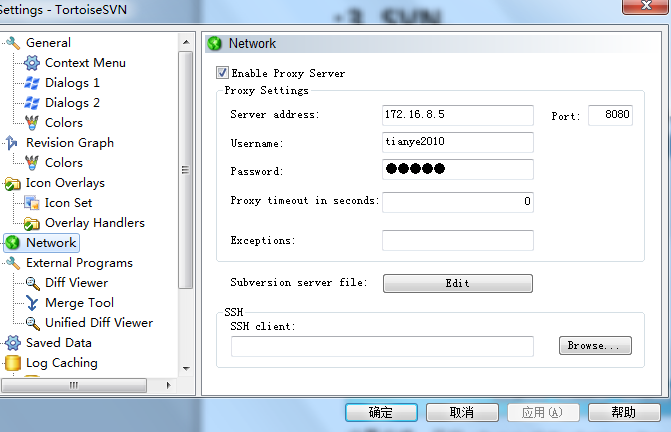 Settings - TortoiseSVN
General
Context Menu
Dialogs 1
Dialogs 2
Colors
Revision Graph
Colors
Icon Overlays
Icon Set
Overlay Handlers
Network
External Programs
Diff Viewer
Merge Tool
Unified Diff Viewer
Saved Data
Log Caching
Network
Enable Proxy Server
Proxy Settings
Server address: 172.16.8.5 Port: 8080
Username: tianye2010
Password: ●●●●●
Proxy timeout in seconds: 0
Exceptions:
Subversion server file: Edit
SSH
SSH client:
Browse...
确定 取消 应用(A) 帮助